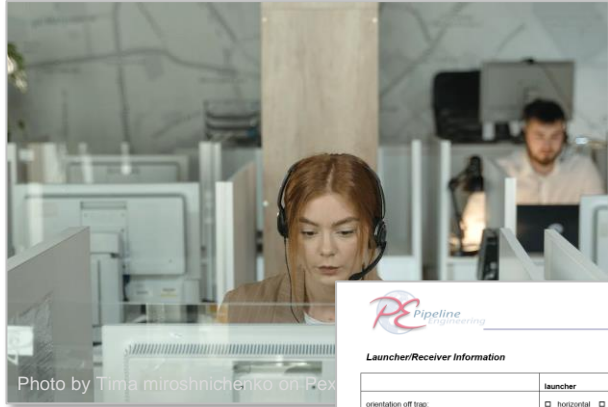 Pipeline
Engineering
Launcher/Receiver Information
launcher
orientation off trap:
☐ horizontal ☐
Photo by Tima miroshnichenko on Pex